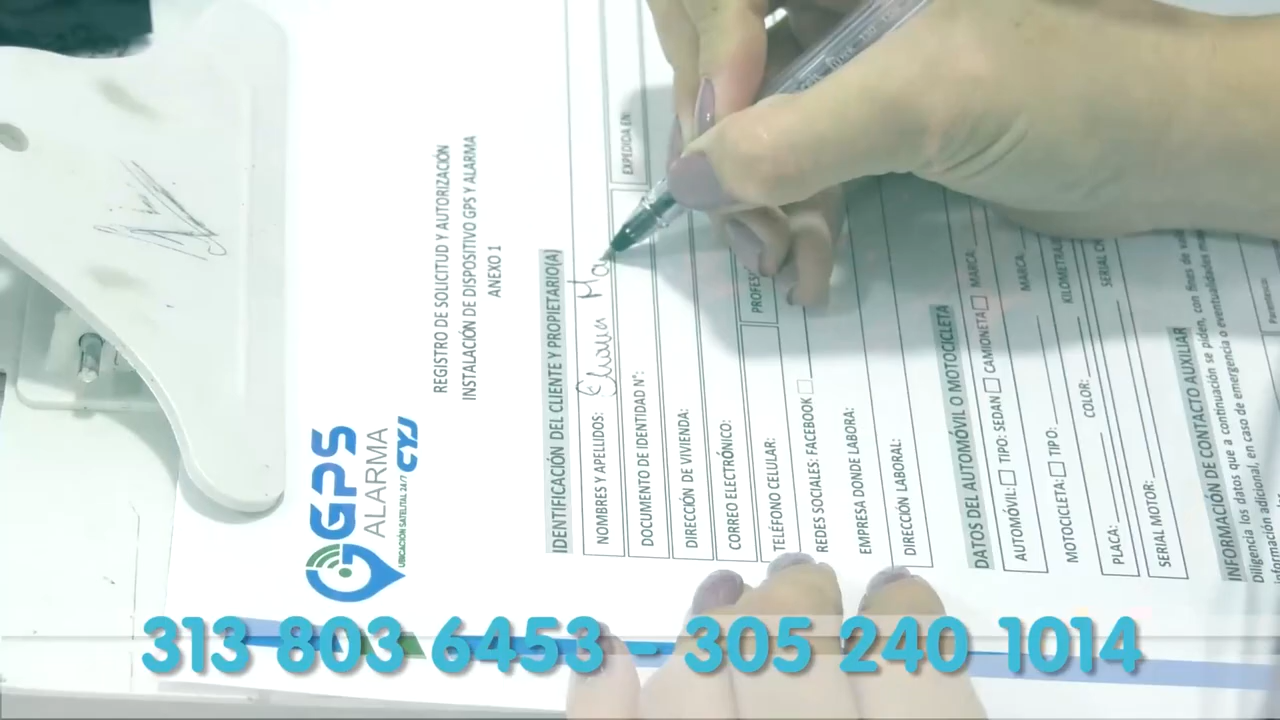 GPS
ALARMA
CYJ
UBICACIÓN SATELITAL 24/7
REGISTRO DE SOLICITUD Y AUTORIZACIÓN
INSTALACIÓN DE DISPOSITIVO GPS Y ALARMA
ANEXO 1
IDENTIFICACIÓN DEL CLIENTE Y PROPIETARIO(A)
NOMBRES Y APELLIDOS:
DOCUMENTO DE IDENTIDAD N°: EXPEDIDA EN:
DIRECCIÓN DE VIVIENDA:
CORREO ELECTRÓNICO:
TELÉFONO CELULAR:
REDES SOCIALES: FACEBOOK
EMPRESA DONDE LABORA:
DIRECCIÓN LABORAL:
DATOS DEL AUTOMÓVIL O MOTOCICLETA
AUTOMÓVIL: TIPO: SEDAN CAMIONETA MARCA:
MOTOCICLETA: TIPO: MARCA:
PLACA: COLOR:
SERIAL MOTOR: SERIAL
INFORMACIÓN DE CONTACTO AUXILIAR
Diligencia los datos que a continuación se piden, con fines de
información adicional, en caso de emergencia o eventualidades
313 803 6453 - 305 240 1014